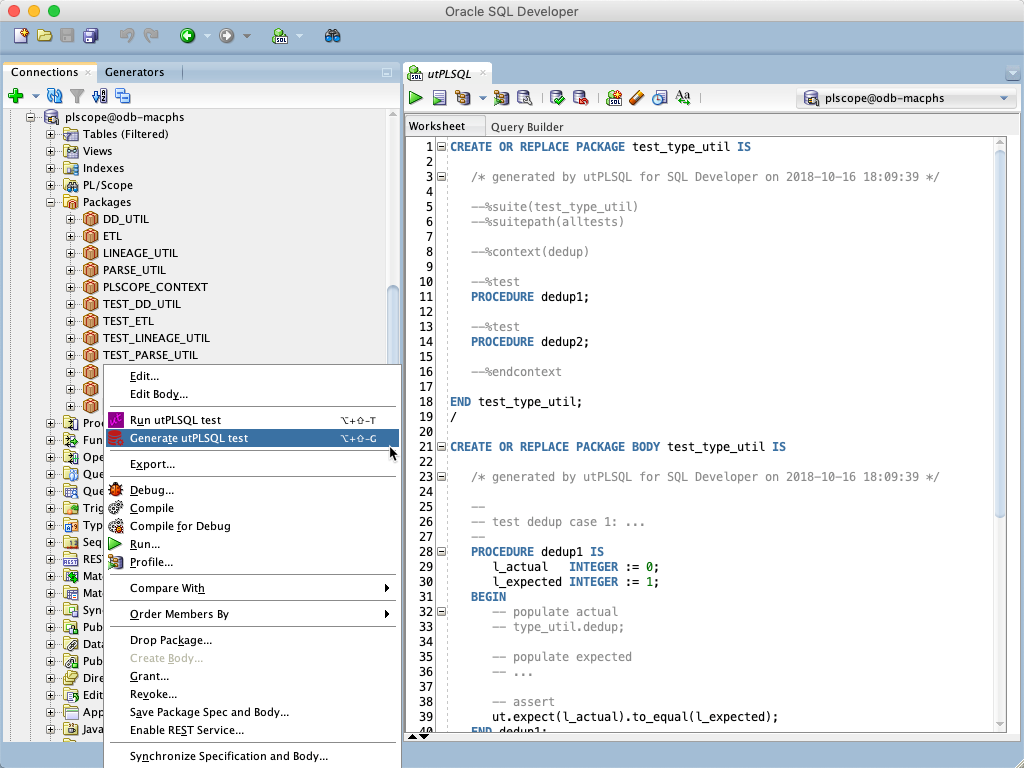 Oracle SQL Developer
Connections
Generators
plscope@odb-macphs
Tables (Filtered)
Views
Indexes
PL/Scope
Packages
DD_UTIL
ETL
LINEAGE_UTIL
PARSE_UTIL
PLSCOPE_CONTEXT
TEST_DD_UTIL
TEST_ETL
TEST_LINEAGE_UTIL
TEST_PARSE_UTIL
Pro
Fun
Ope
Que
Que
Trig
Typ
Seq
RES
Mat
Mat
Syn
Pub
Data
Pub
Dire
Edit
App
Java
Edit...
Edit Body...
Run utPLSQL test ⌥+⇧-T
Generate utPLSQL test ⌥+⇧-G
Export...
Debug...
Compile
Compile for Debug
Run...
Profile...
Compare With
Order Members By
Drop Package...
Create Body...
Grant...
Revoke...
Save Package Spec and Body...
Enable REST Service...
Synchronize Specification and Body...
utPLSQL
plscope@odb-macphs
Worksheet
Query Builder
1 CREATE OR REPLACE PACKAGE test_type_util IS
2
3 /* generated by utPLSQL for SQL Developer on 2018-10-16 18:09:39 */
4
5 --%suite(test_type_util)
6 --%suitepath(alltests)
7
8 --%context(dedup)
9
10 --%test
11 PROCEDURE dedup1;
12
13 --%test
14 PROCEDURE dedup2;
15
16 --%endcontext
17
18 END test_type_util;
19 /
20
21 CREATE OR REPLACE PACKAGE BODY test_type_util IS
22
23 /* generated by utPLSQL for SQL Developer on 2018-10-16 18:09:39 */
24
25 --
26 -- test dedup case 1: ...
27 --
28 PROCEDURE dedup1 IS
29 l_actual INTEGER := 0;
30 l_expected INTEGER := 1;
31 BEGIN
32 -- populate actual
33 -- type_util.dedup;
34
35 -- populate expected
36 -- ...
37
38 -- assert
39 ut.expect(l_actual).to_equal(l_expected);
40 END dedup1;